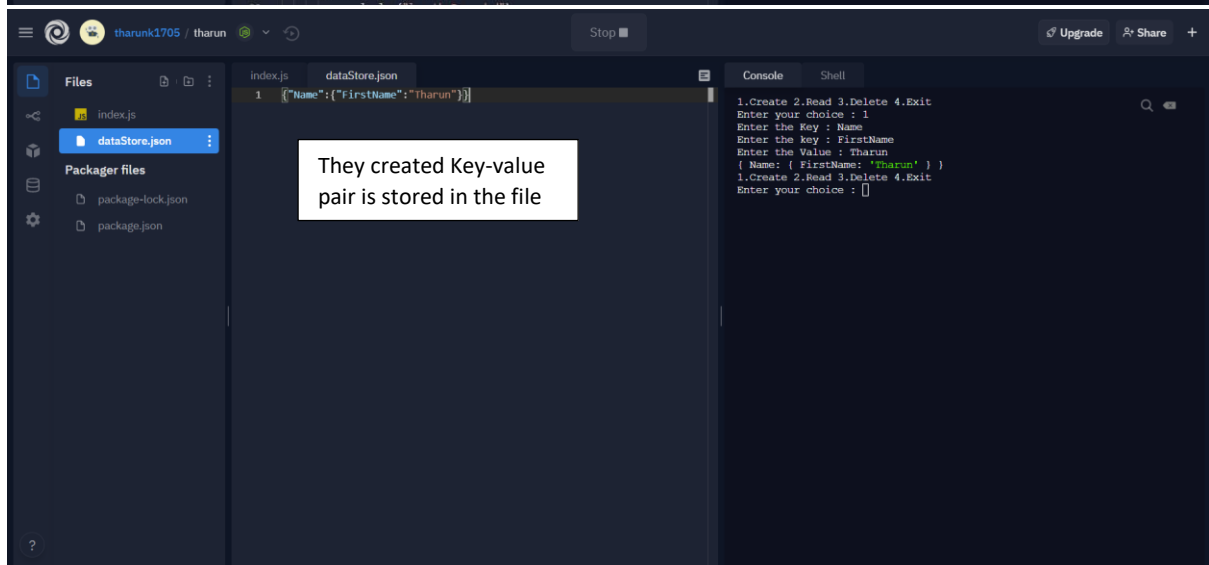 tharunk1705 / tharun
Stop
Upgrade
Share
Files
index.js
dataStore.json
Packager files
package-lock.json
package.json
index.js dataStore.json
1 {"Name":{"FirstName":"Tharun"}}
They created Key-value
pair is stored in the file
Console Shell
1.Create 2.Read 3.Delete 4.Exit
Enter your choice : 1
Enter the Key : Name
Enter the key : FirstName
Enter the Value : Tharun
{ Name: { FirstName: 'Tharun' } }
1.Create 2.Read 3.Delete 4.Exit
Enter your choice :